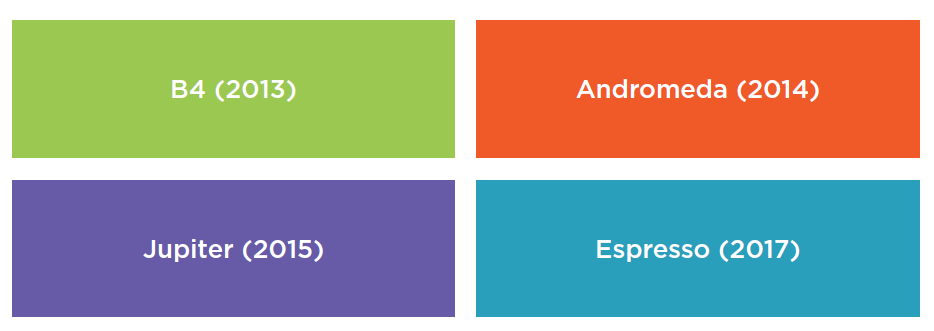 B4 (2013)
Andromeda (2014)
Jupiter (2015)
Espresso (2017)